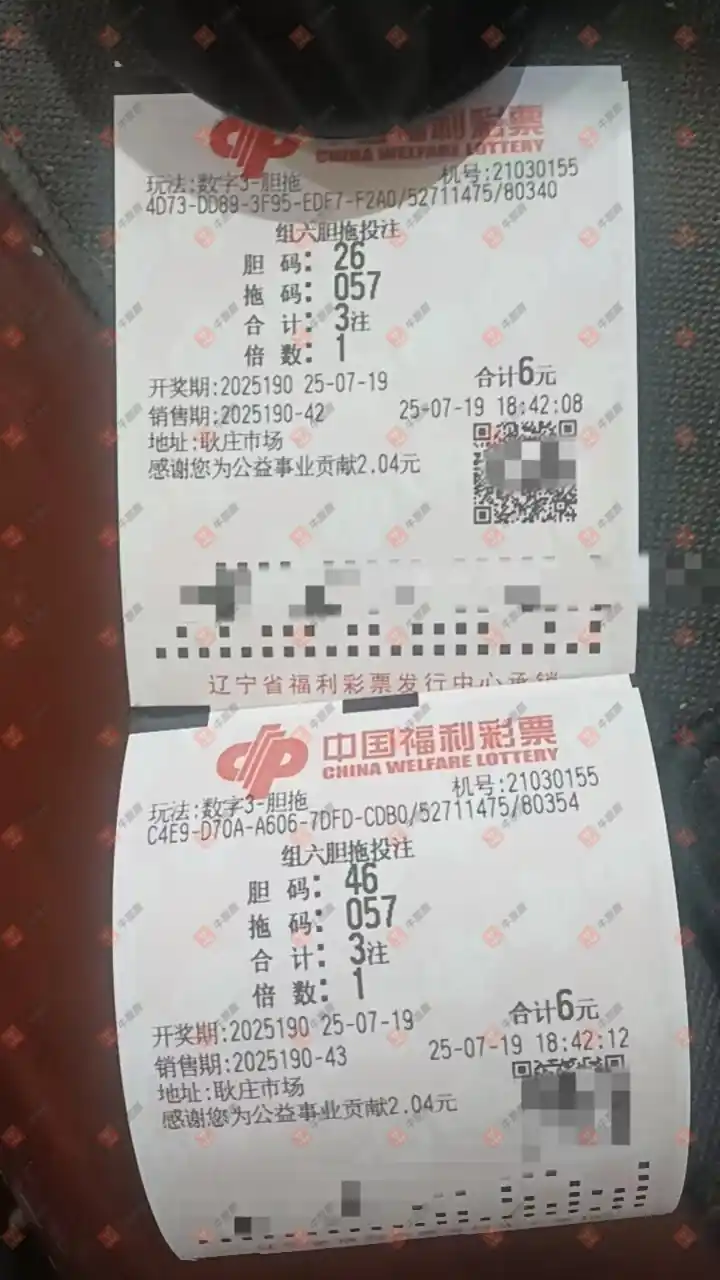 福利彩票
CHINA WELFARE LOTTERY
玩法:数字3-胆拖 机号:21030155
4D73-DD89-3F95-EDF7-F2A0/52711475/80340
组六胆拖投注
胆 码: 26
拖 码: 057
合 计: 3注
倍 数: 1
合计6元
开奖期:2025190 25-07-19
销售期:2025190-42 25-07-19 18:42:08
地址:耿庄市场
感谢您为公益事业贡献2.04元
辽宁省福利彩票发行中心承销
中国福利彩票
CHINA WELFARE LOTTERY
玩法:数字3-胆拖 机号:21030155
C4E9-D70A-A606-7DFD-CDB0/52711475/80354
组六胆拖投注
胆 码: 46
拖 码: 057
合 计: 3注
倍 数: 1
合计6元
开奖期:2025190 25-07-19
销售期:2025190-43 25-07-19 18:42:12
地址:耿庄市场
感谢您为公益事业贡献2.04元